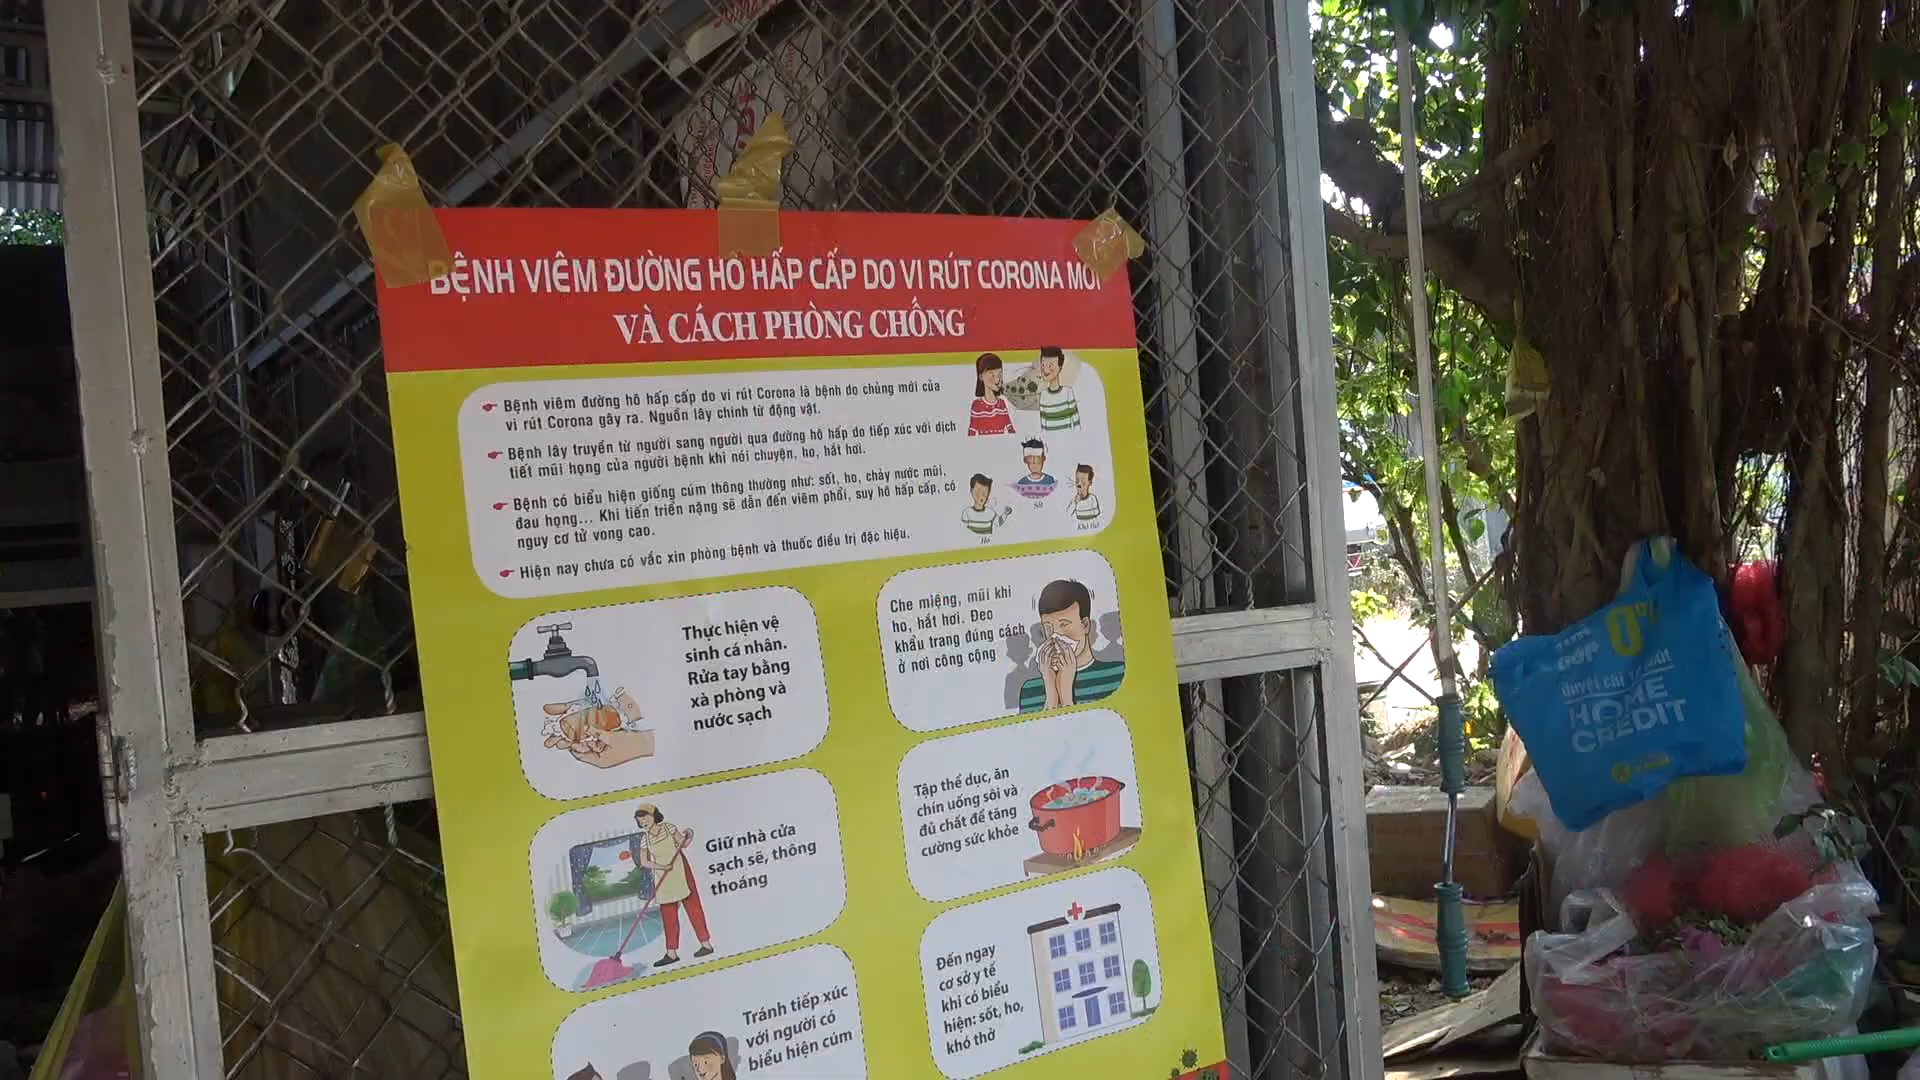 BỆNH VIÊM ĐƯỜNG HÔ HẤP CẤP DO VI RÚT CORONA MỚI
VÀ CÁCH PHÒNG CHỐNG
Bệnh viêm đường hô hấp cấp do vi rút Corona là bệnh do chủng mới của
vi rút Corona gây ra. Nguồn lây chính từ động vật.
Bệnh lây truyền từ người sang người qua đường hô hấp do tiếp xúc với dịch
tiết mũi họng của người bệnh khi nói chuyện, ho, hắt hơi.
Bệnh có biểu hiện giống cúm thông thường như: sốt, ho, chảy nước mũi,
đau họng... Khi tiến triển nặng sẽ dẫn đến viêm phổi, suy hô hấp cấp, có
nguy cơ tử vong cao.
Hiện nay chưa có vắc xin phòng bệnh và thuốc điều trị đặc hiệu.
Sốt
Ho
Khó thở
Thực hiện vệ
sinh cá nhân.
Rửa tay bằng
xà phòng và
nước sạch
Che miệng, mũi khi
ho, hắt hơi. Đeo
khẩu trang đúng cách
ở nơi công cộng
Giữ nhà cửa
sạch sẽ, thông
thoáng
Tập thể dục, ăn
chín uống sôi và
đủ chất để tăng
cường sức khỏe
Tránh tiếp xúc
với người có
biểu hiện cúm
Đến ngay
cơ sở y tế
khi có biểu
hiện: sốt, ho,
khó thở
0%
duyệt chỉ
HOME
CREDIT